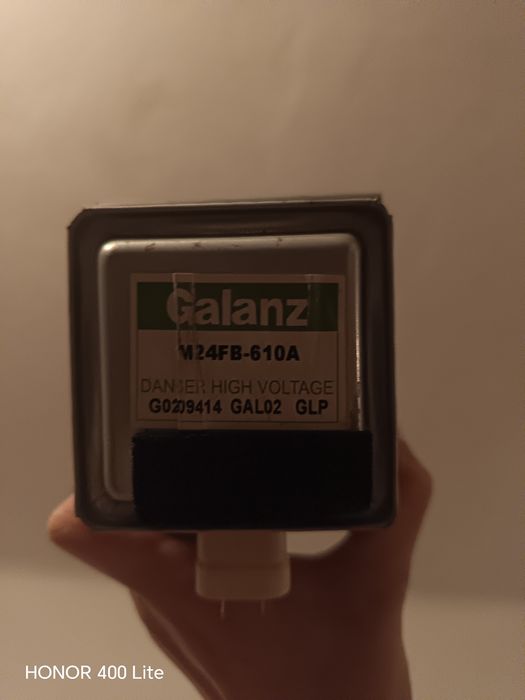 Galanz
M24FB-610A
DANGER HIGH VOLTAGE
G0209414 GAL02 GLP
HONOR 400 Lite